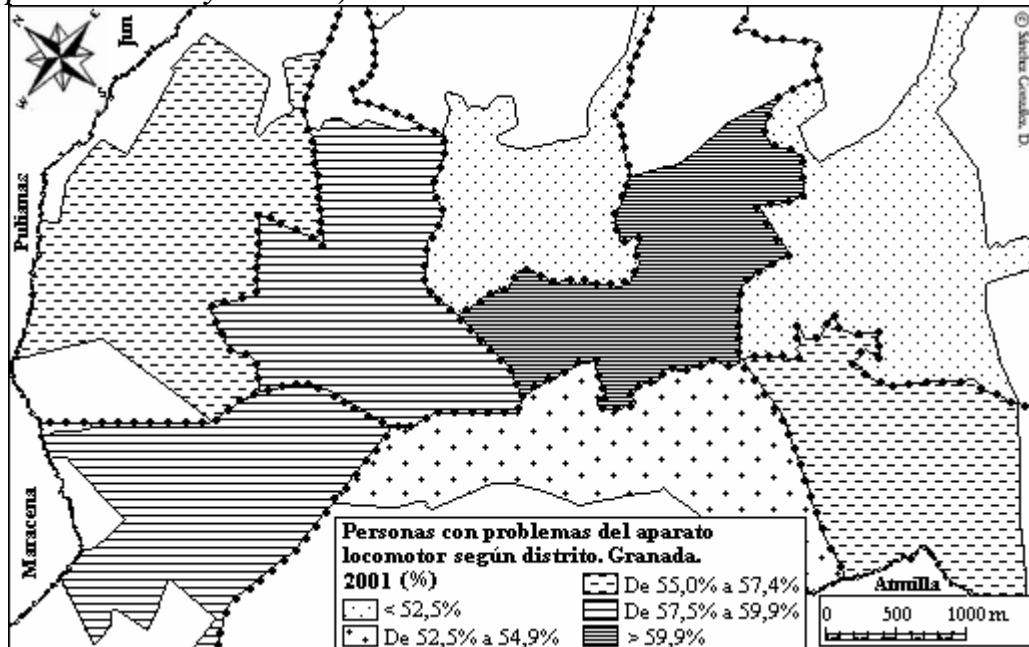 N
E
S
W
Jun
Pulianas
Maracena
© Sánchez González, D.
Personas con problemas del aparato
locomotor según distrito. Granada.
2001 (%)
< 52,5%
De 52,5% a 54,9%
De 55,0% a 57,4%
De 57,5% a 59,9%
> 59,9%
Armilla
0 500 1000 m.